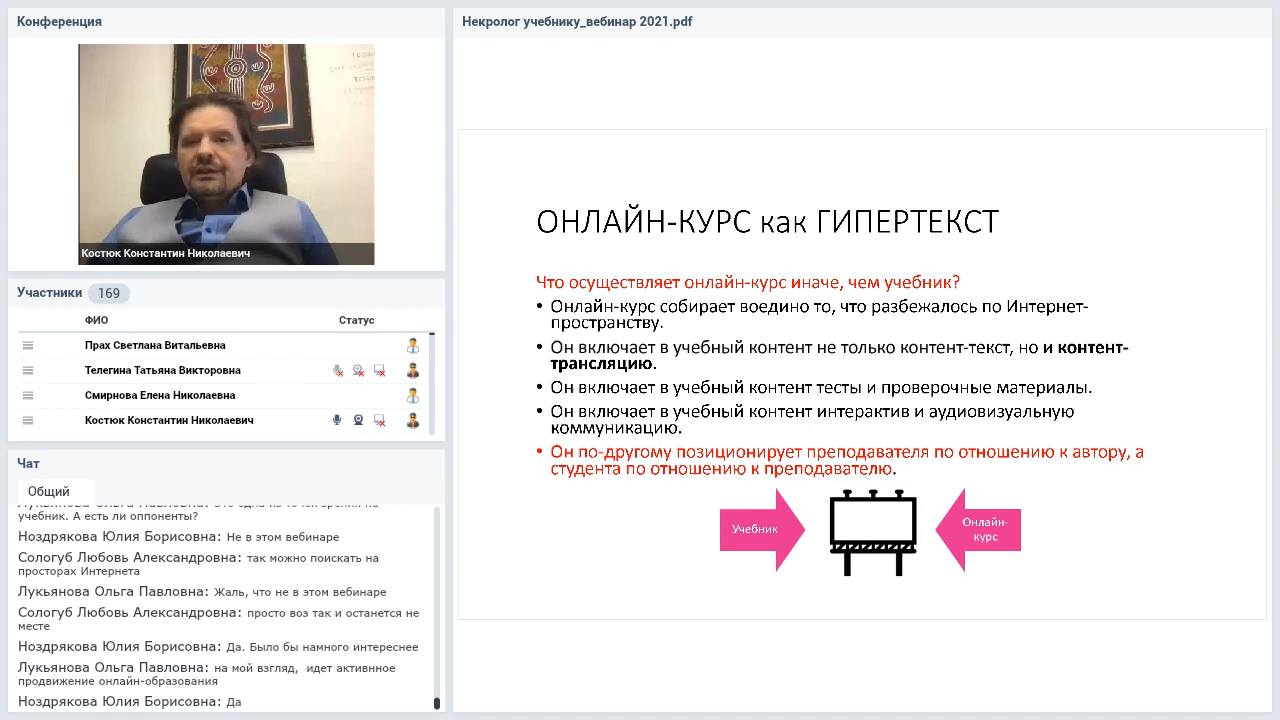 Конференция
Костюк Константин Николаевич
Участники 169
ФИО Статус
Прах Светлана Витальевна
Телегина Татьяна Викторовна
Смирнова Елена Николаевна
Костюк Константин Николаевич
Чат
Общий
учебник. А есть ли оппоненты?
Ноздрякова Юлия Борисовна: Не в этом вебинаре
Сологуб Любовь Александровна: так можно поискать на
просторах Интернета
Лукьянова Ольга Павловна: Жаль, что не в этом вебинаре
Сологуб Любовь Александровна: просто воз так и останется не
месте
Ноздрякова Юлия Борисовна: Да. Было бы намного интереснее
Лукьянова Ольга Павловна: на мой взгляд, идет активнное
продвижение онлайн-образования
Ноздрякова Юлия Борисовна: Да
Некролог учебнику_вебинар 2021.pdf
ОНЛАЙН-КУРС как ГИПЕРТЕКСТ
Что осуществляет онлайн-курс иначе, чем учебник?
• Онлайн-курс собирает воедино то, что разбежалось по Интернет-
пространству.
• Он включает в учебный контент не только контент-текст, но и контент-
трансляцию.
• Он включает в учебный контент тесты и проверочные материалы.
• Он включает в учебный контент интерактив и аудиовизуальную
коммуникацию.
• Он по-другому позиционирует преподавателя по отношению к автору, а
студента по отношению к преподавателю.
Учебник
Онлайн-
курс